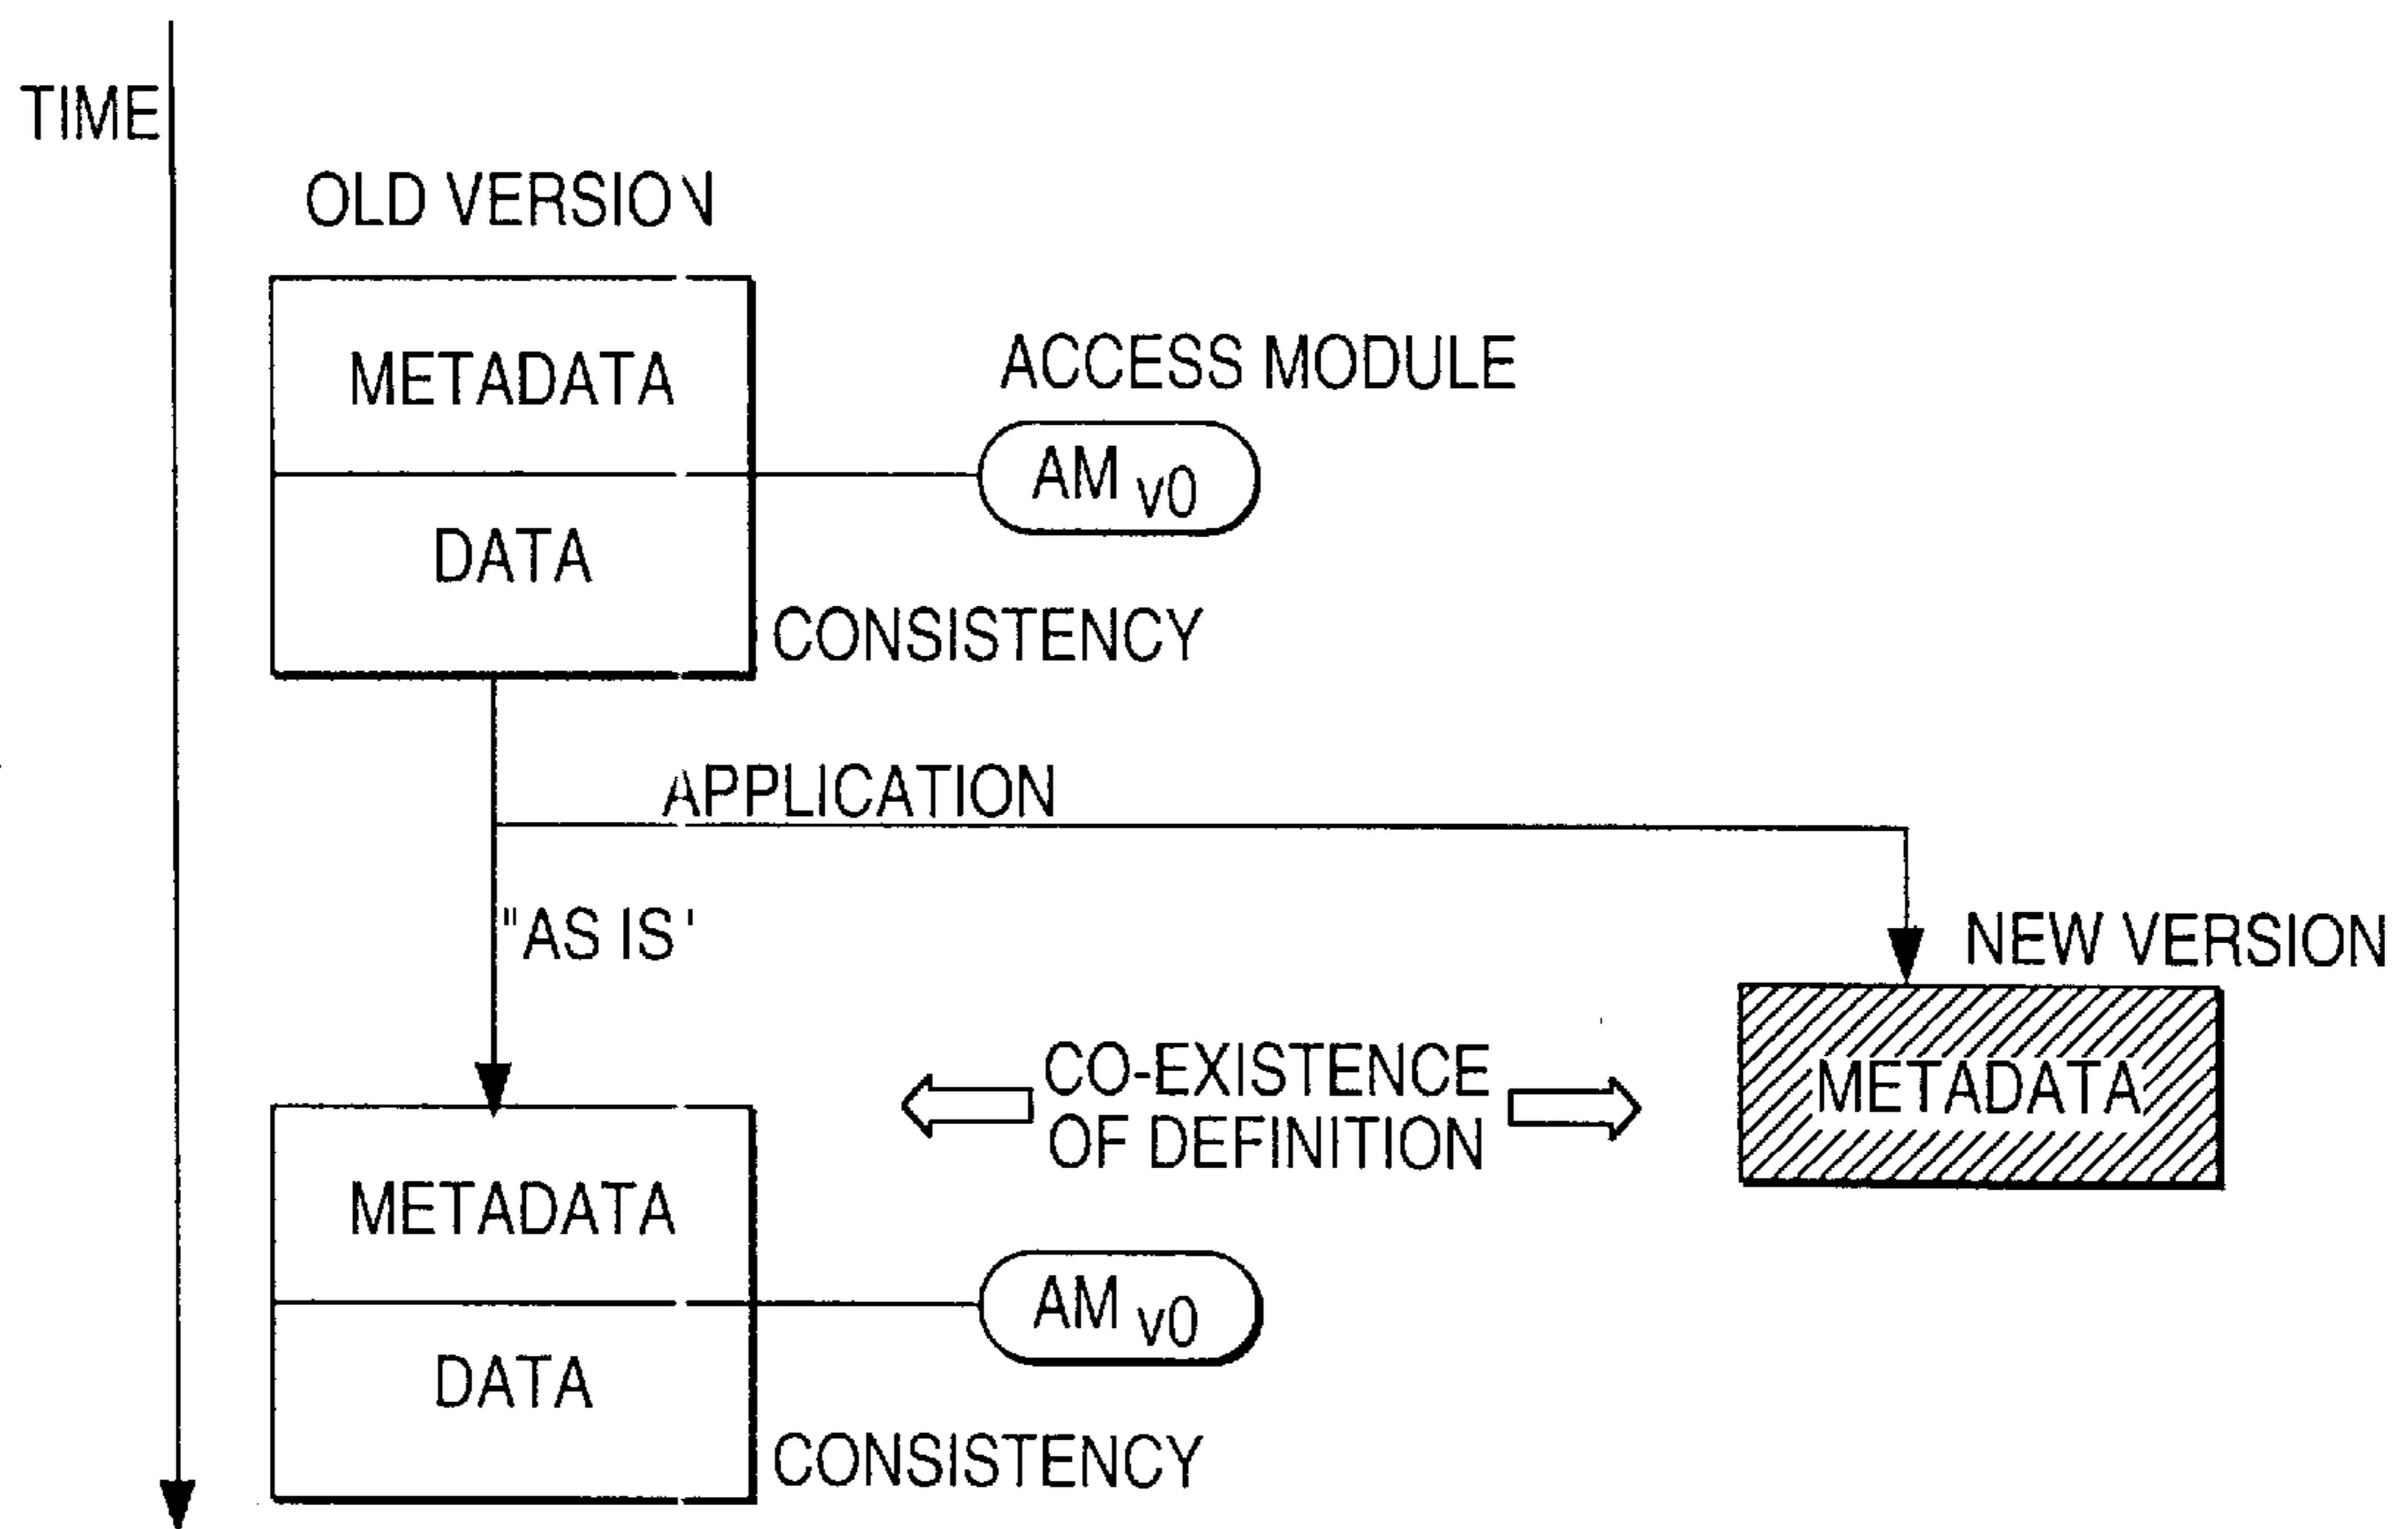 TIME
OLD VERSION
METADATA
ACCESS MODULE
AM v0
DATA
CONSISTENCY
APPLICATION
"AS IS'
NEW VERSION
CO-EXISTENCE
OF DEFINITION
METADATA
METADATA
AM v0
DATA
CONSISTENCY